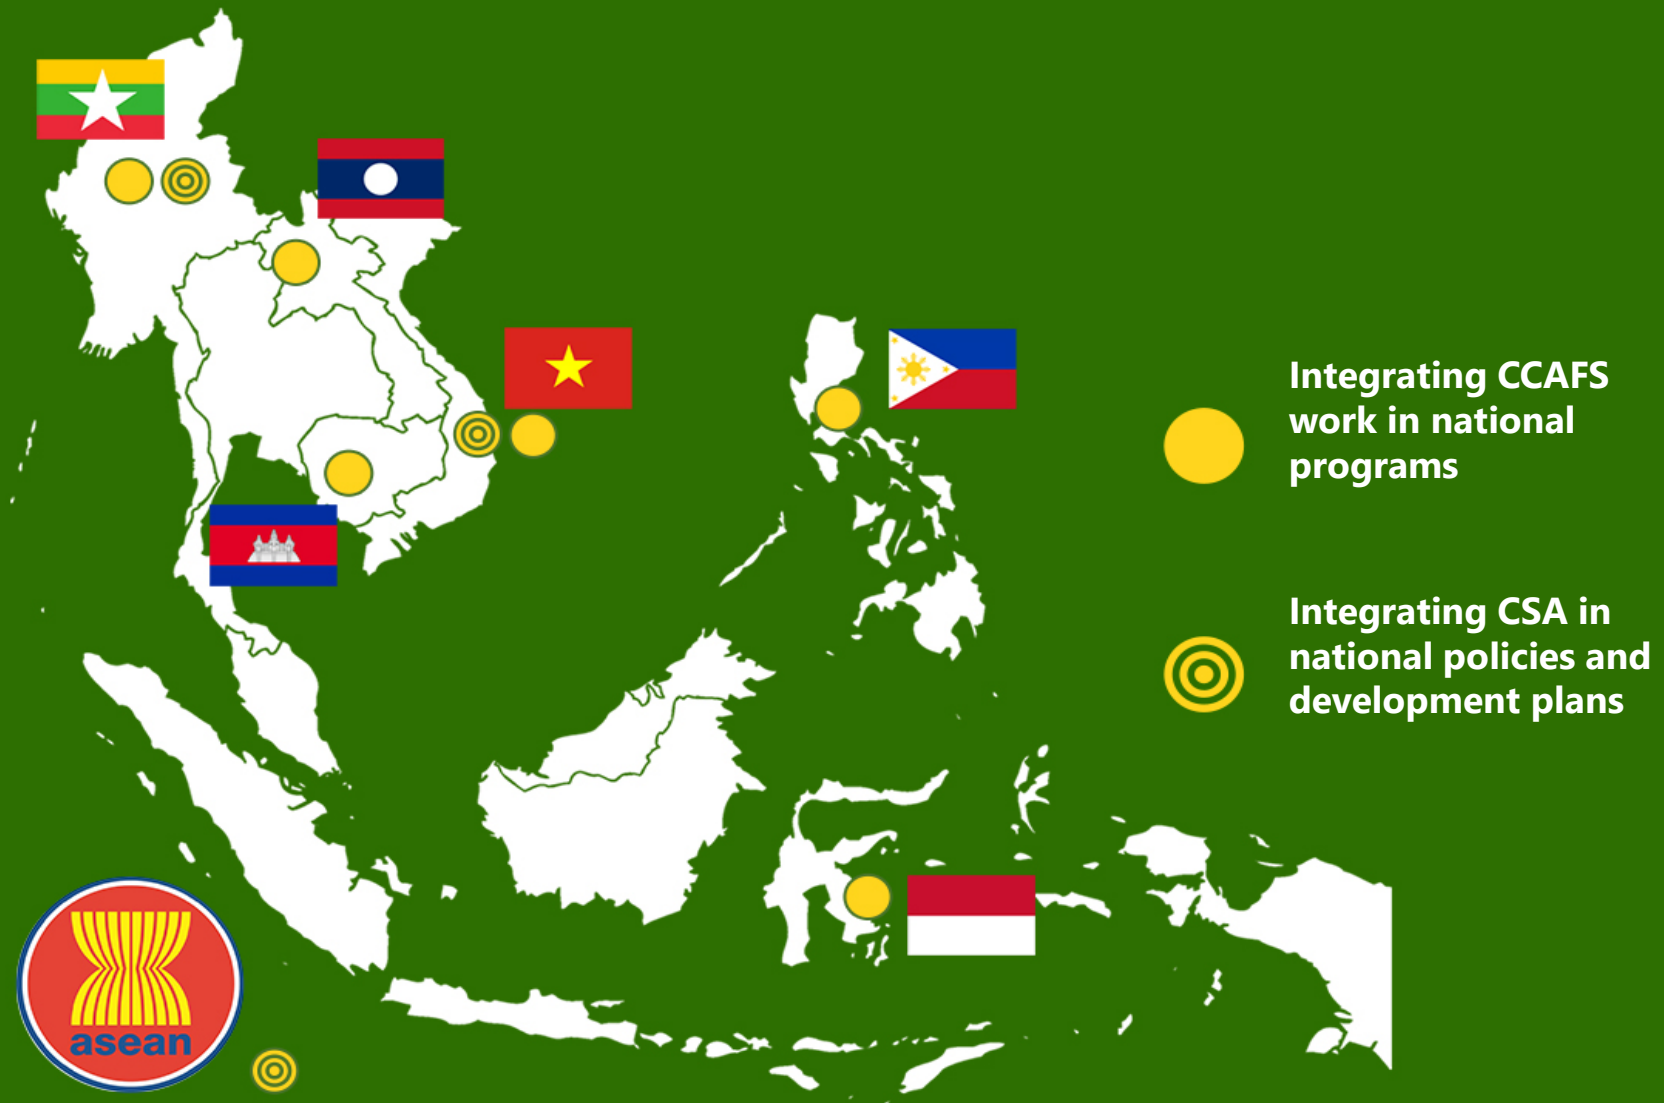 Integrating CCAFS
work in national
programs
Integrating CSA in
national policies and
development plans
asean